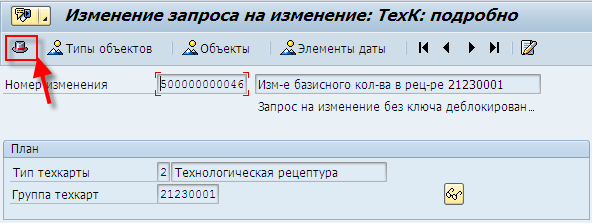 Изменение запроса на изменение: ТехК: подробно
Типы объектов Объекты Элементы даты
Номер изменения 500000000046 Изм-е базисного кол-ва в рец-ре 21230001
Запрос на изменение без ключа деблокирован...
План
Тип техкарты 2 Технологическая рецептура
Группа техкарт 21230001